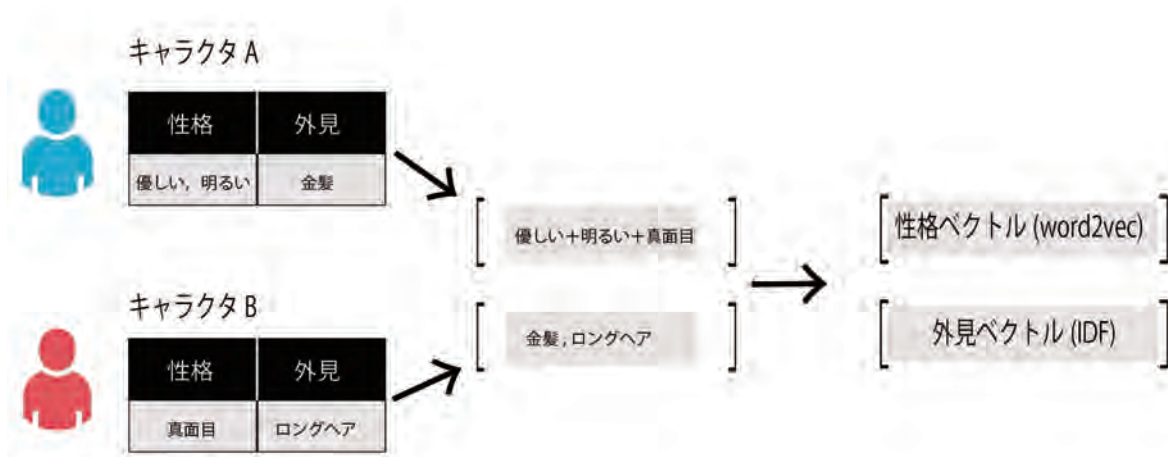 キャラクタ A
性格 外見
優しい, 明るい 金髪
キャラクタ B
性格 外見
真面目 ロングヘア
優しい＋明るい＋真面目
金髪 , ロングヘア
性格ベクトル (word2vec)
外見ベクトル (IDF)